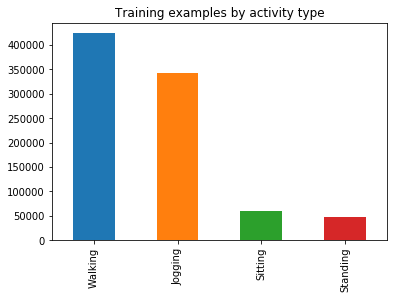 Training examples by activity type
400000
350000
300000
250000
200000
150000
100000
50000
0
Walking
Jogging
Sitting
Standing